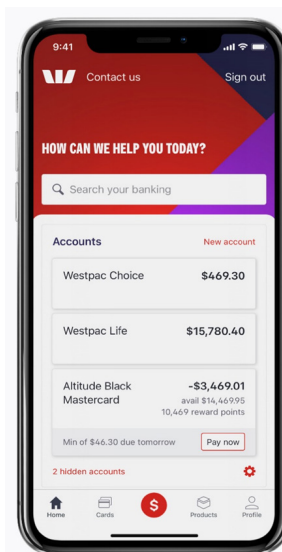 9:41
Contact us
Sign out
HOW CAN WE HELP YOU TODAY?
Search your banking
Accounts
New account
Westpac Choice
$469.30
Westpac Life
$15,780.40
Altitude Black
Mastercard
-$3,469.01
avail $14,469.95
10,469 reward points
Min of $46.30 due tomorrow
Pay now
2 hidden accounts
Home
Cards
$
Products
Profile